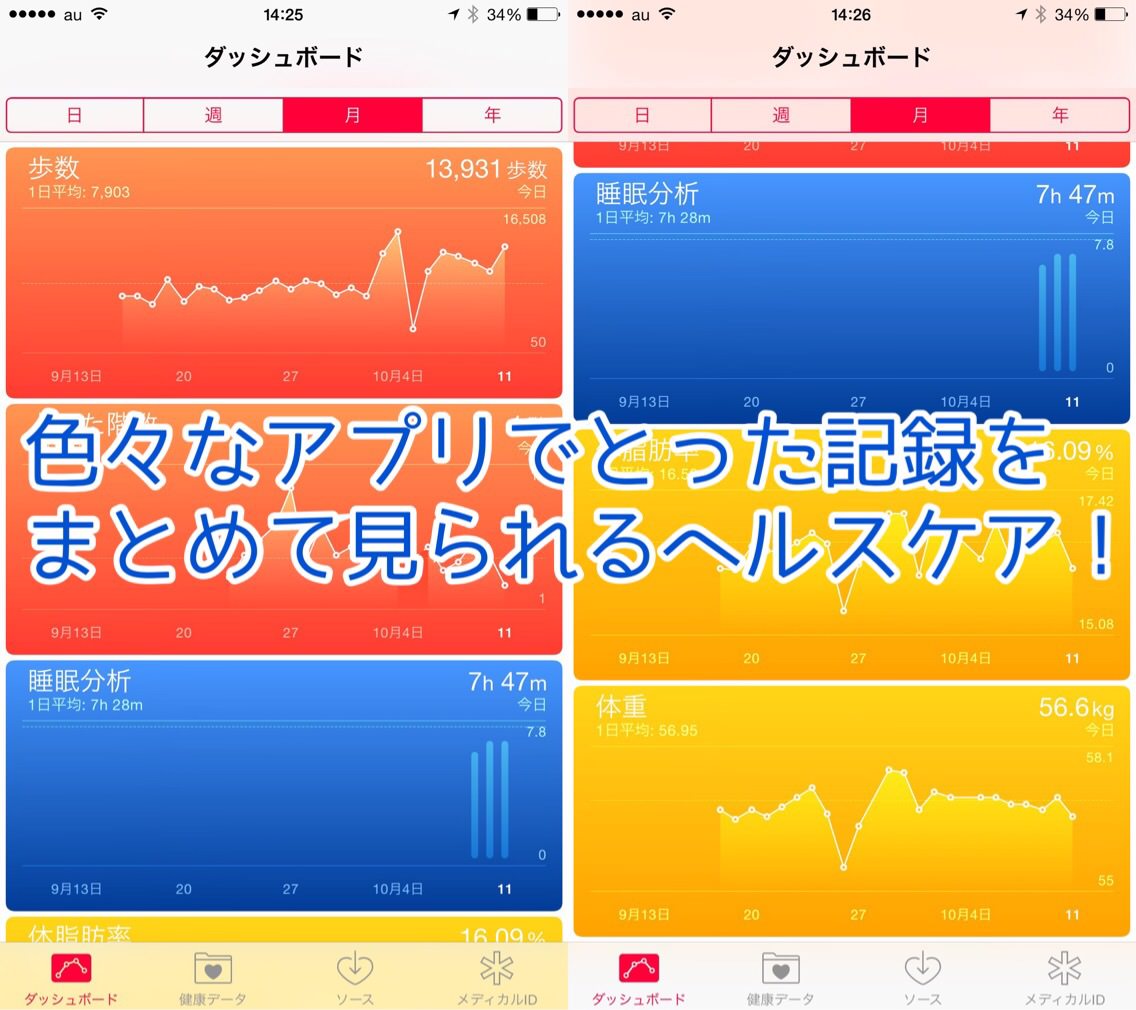 au 14:25 34%
ダッシュボード
日 週 月 年
歩数 13,931 歩数
1日平均: 7,903 今日
16,508
50
9月13日 20 27 10月4日 11
1
9月13日 20 27 10月4日 11
睡眠分析 7h 47m
1日平均: 7h 28m 今日
7.8
0
9月13日 20 27 10月4日 11
体脂肪率 16.09%
ダッシュボード 健康データ ソース メディカルID
au 14:26 34%
ダッシュボード
日 週 月 年
9月13日 20 27 10月4日 11
睡眠分析 7h 47m
1日平均: 7h 28m 今日
7.8
0
9月13日 20 27 10月4日 11
脂肪率 6.09%
今日
17.42
15.08
9月13日 20 27 10月4日 11
体重 56.6kg
1日平均: 56.95 今日
58.1
55
9月13日 20 27 10月4日 11
ダッシュボード 健康データ ソース メディカルID
色々なアプリでとった記録を
まとめて見られるヘルスケア！